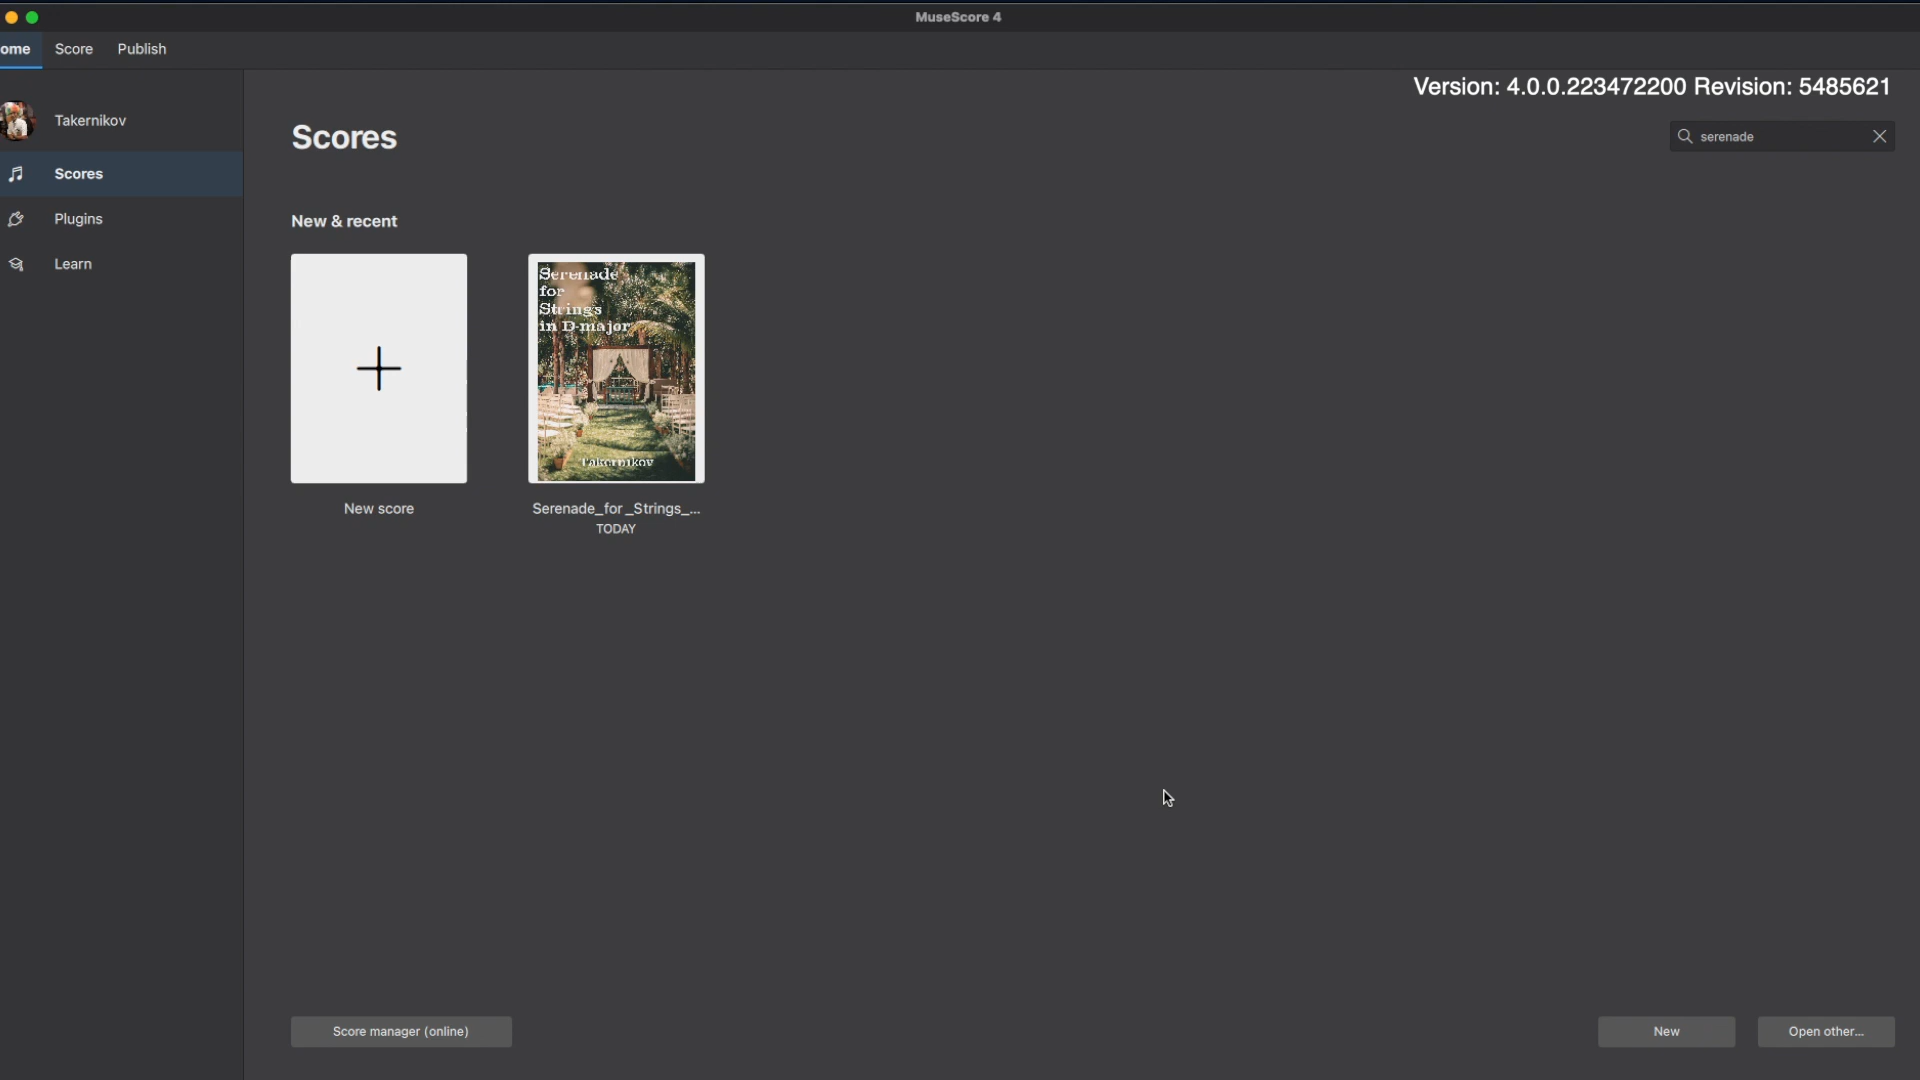 MuseScore 4
ome
Score
Publish
Version: 4.0.0.223472200 Revision: 5485621
Takernikov
Scores
serenade
Scores
Plugins
New & recent
Learn
Serenade
for
Strings
in D-major
Takernikov
New score
Serenade_for_Strings_...
TODAY
Score manager (online)
New
Open other...